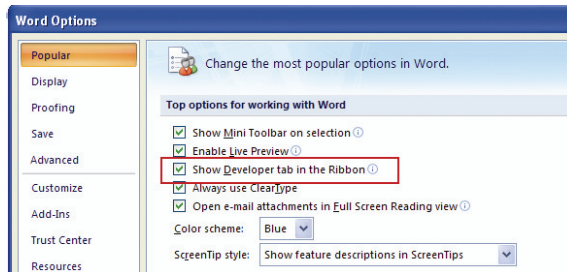 Word Options
Popular
Display
Proofing
Save
Advanced
Customize
Add-Ins
Trust Center
Resources
Change the most popular options in Word.
Top options for working with Word
Show Mini Toolbar on selection
Enable Live Preview
Show Developer tab in the Ribbon
Always use ClearType
Open e-mail attachments in Full Screen Reading view
Color scheme: Blue
ScreenTip style: Show feature descriptions in ScreenTips